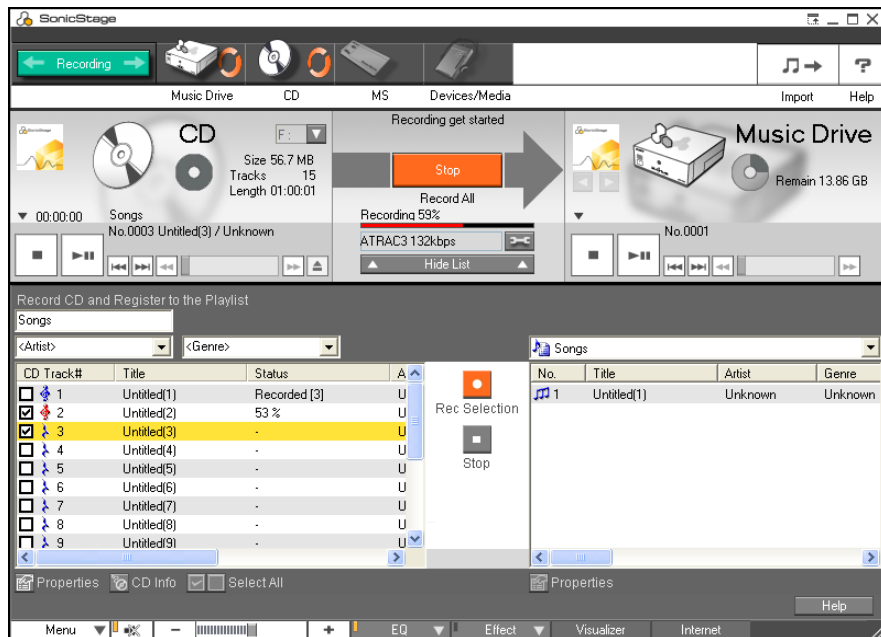 SonicStage
Recording
Music Drive CD MS Devices/Media Import Help
CD F: Recording get started Music Drive
Size 56.7 MB
Tracks 15
Length 01:00:01
Stop
Remain 13.86 GB
Record All
00:00:00 Songs
Recording 59%
No.0003 Untitled(3) / Unknown
No.0001
ATRAC3 132kbps
Hide List
Record CD and Register to the Playlist
Songs
<Artist> <Genre> Songs
CD Track# Title Status A
No. Title Artist Genre
1 Untitled(1) Recorded [3] U
1 Untitled(1) Unknown Unknown
2 Untitled(2) 53 % U
Rec Selection
3 Untitled(3) - U
4 Untitled(4) - U
Stop
5 Untitled(5) - U
6 Untitled(6) - U
7 Untitled(7) - U
8 Untitled(8) - U
9 Untitled(9) - U
Properties CD Info Select All Properties
Help
Menu EQ Effect Visualizer Internet